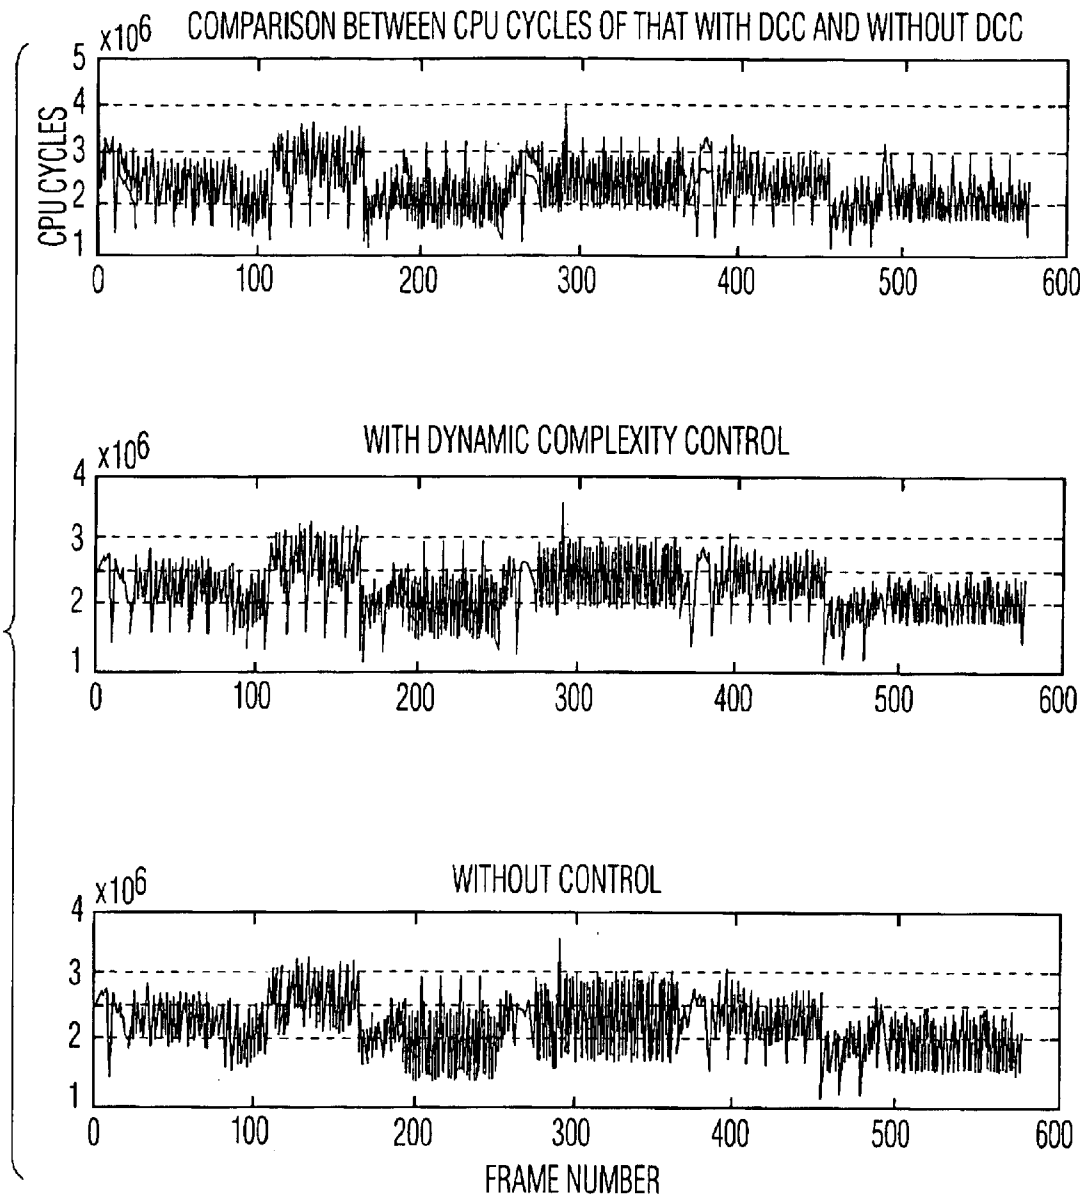 x10^6 COMPARISON BETWEEN CPU CYCLES OF THAT WITH DCC AND WITHOUT DCC
5
4
3
2
1
CPU CYCLES
0 100 200 300 400 500 600
WITH DYNAMIC COMPLEXITY CONTROL
x10^6
4
3
2
1
0 100 200 300 400 500 600
WITHOUT CONTROL
x10^6
4
3
2
1
0 100 200 300 400 500 600
FRAME NUMBER